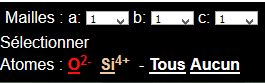 Mailles : a: 1 b: 1 c: 1
Sélectionner
Atomes : O²⁻ Si⁴⁺ - Tous Aucun